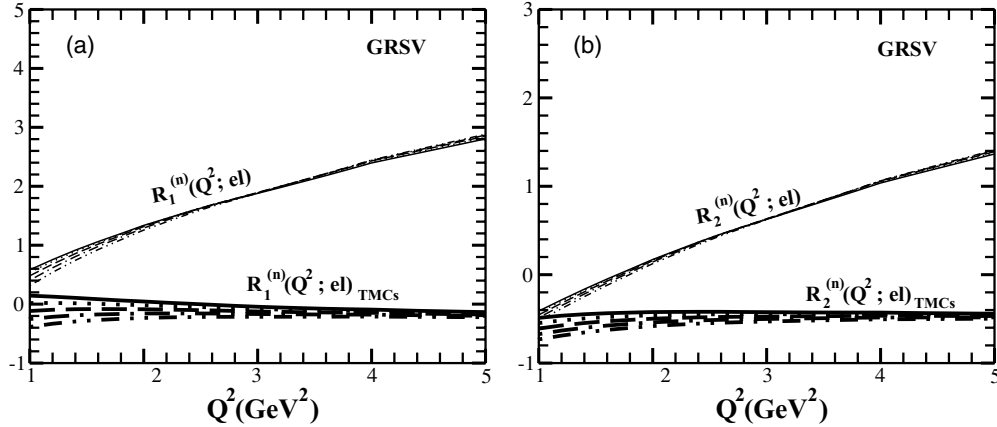 (a)
GRSV
5
4
3
2
1
0
-1
R₁⁽ⁿ⁾(Q²; el)
R₁⁽ⁿ⁾(Q²; el) TMCs
1 2 3 4 5
Q²(GeV²)
(b)
GRSV
3
2
1
0
-1
R₂⁽ⁿ⁾(Q²; el)
R₂⁽ⁿ⁾(Q²; el) TMCs
1 2 3 4 5
Q²(GeV²)